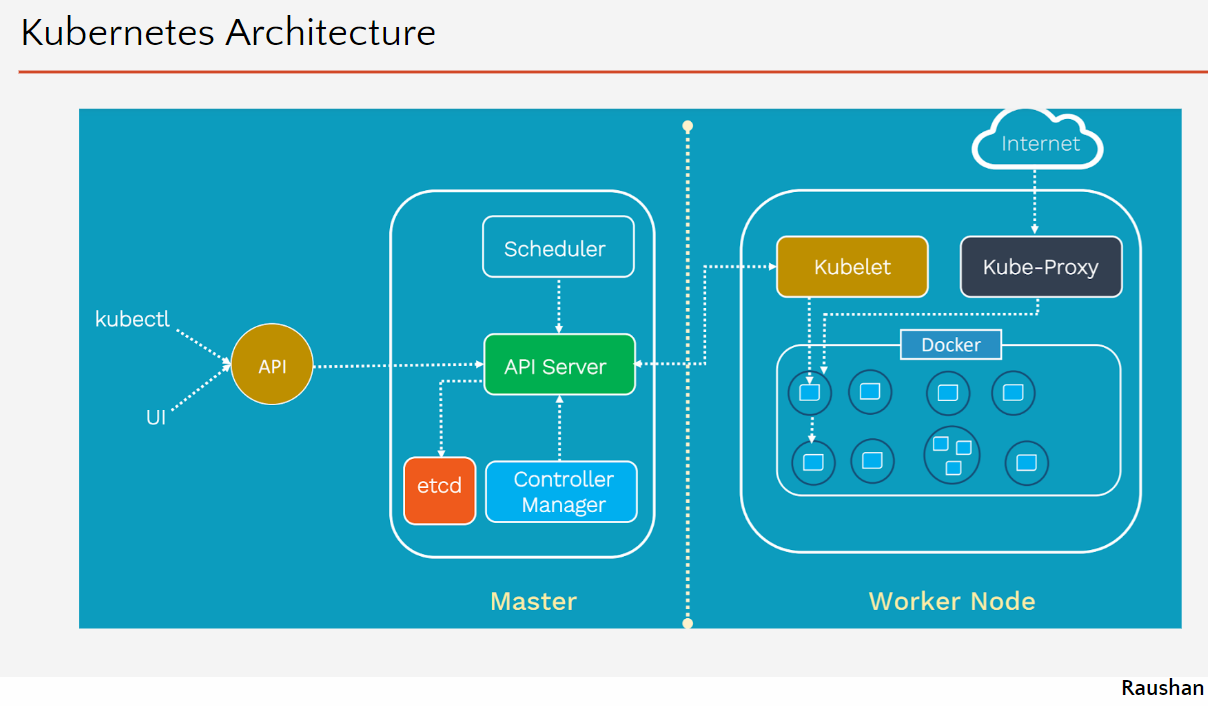 Kubernetes Architecture
Internet
Scheduler
Kubelet
Kube-Proxy
kubectl
API
API Server
Docker
UI
etcd
Controller
Manager
Master
Worker Node
Raushan